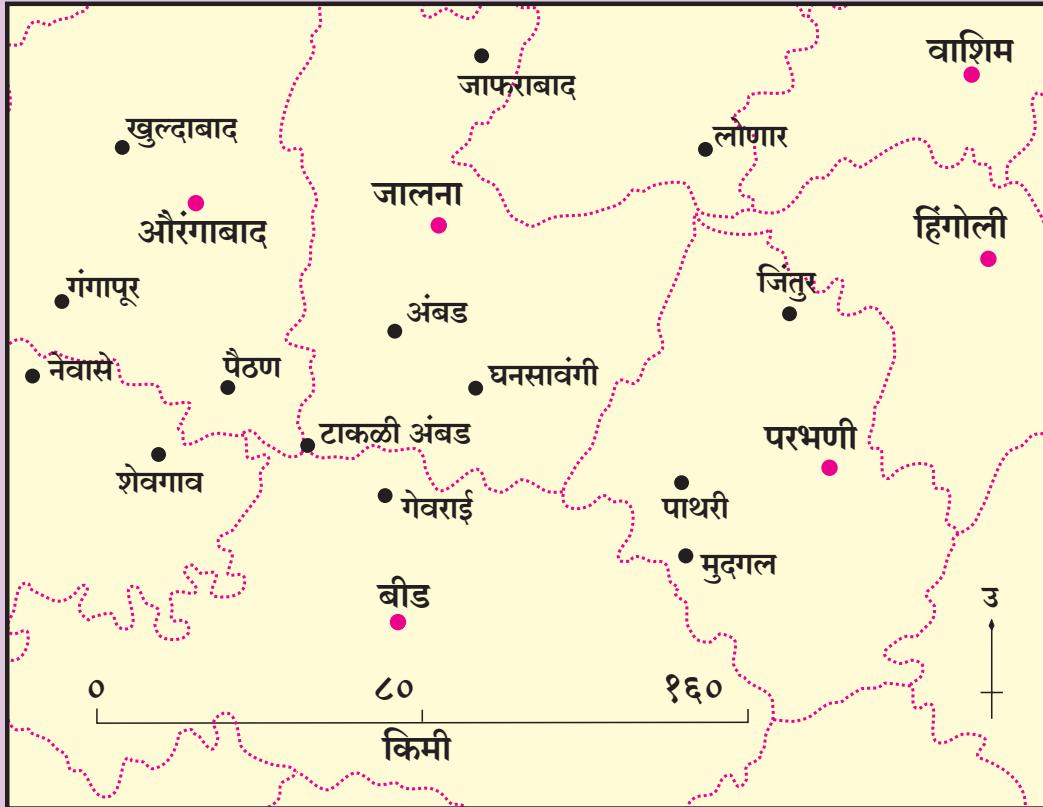 वाशिम
जाफराबाद
खुल्दाबाद
लोणार
जालना
औरंगाबाद
हिंगोली
गंगापूर
जिंतुर
अंबड
नेवासे
पैठण
घनसावंगी
टाकळी अंबड
परभणी
शेवगाव
गेवराई
पाथरी
मुदगल
बीड
उ
० ८० १६०
किमी